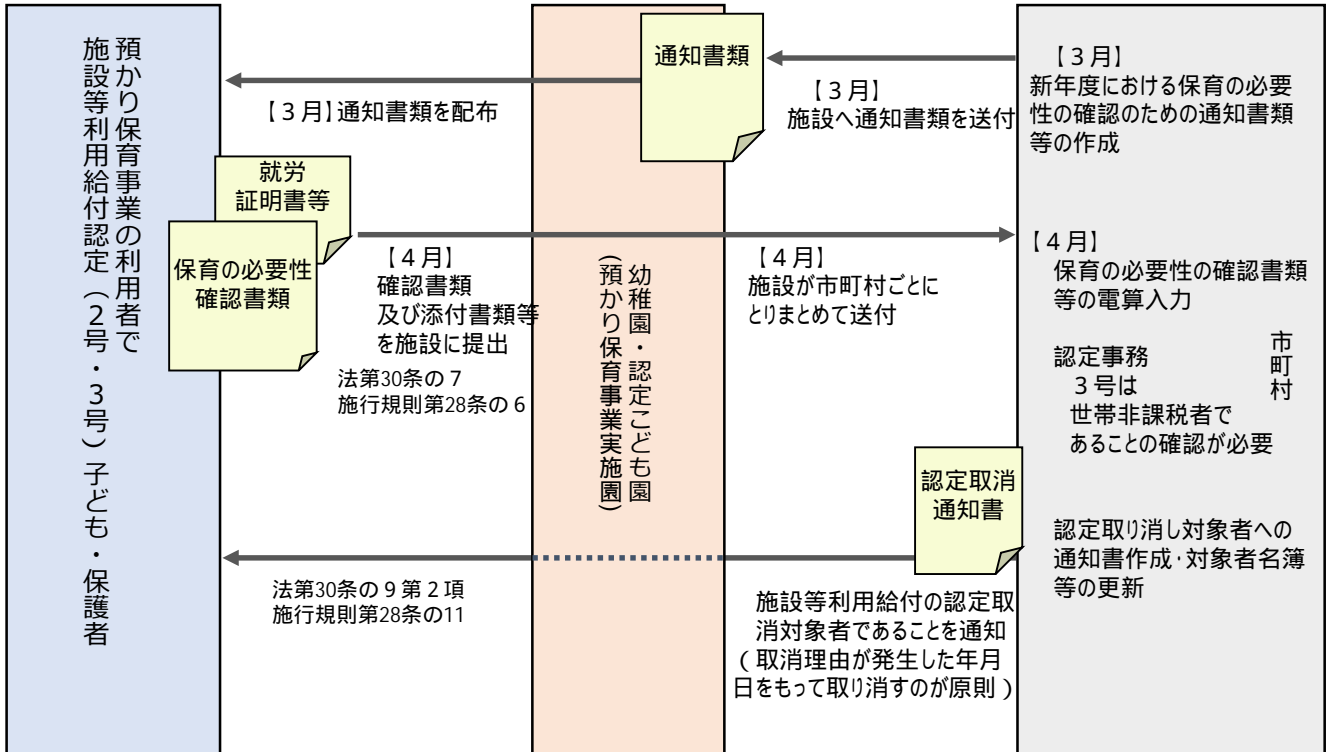 預かり保育事業の利用者で
施設等利用給付認定（２号・３号）子ども・保護者
幼稚園・認定こども園
（預かり保育事業実施園）
市町村
通知書類
【３月】
新年度における保育の必要
性の確認のための通知書類
等の作成
【３月】
施設へ通知書類を送付
【３月】通知書類を配布
就労
証明書等
保育の必要性
確認書類
【４月】
確認書類
及び添付書類等
を施設に提出
法第30条の７
施行規則第28条の６
【４月】
施設が市町村ごとに
とりまとめて送付
【４月】
保育の必要性の確認書類
等の電算入力
認定事務
３号は
世帯非課税者で
あることの確認が必要
認定取消
通知書
認定取り消し対象者への
通知書作成・対象者名簿
等の更新
法第30条の９第２項
施行規則第28条の11
施設等利用給付の認定取
消対象者であることを通知
（取消理由が発生した年月
日をもって取り消すのが原則）